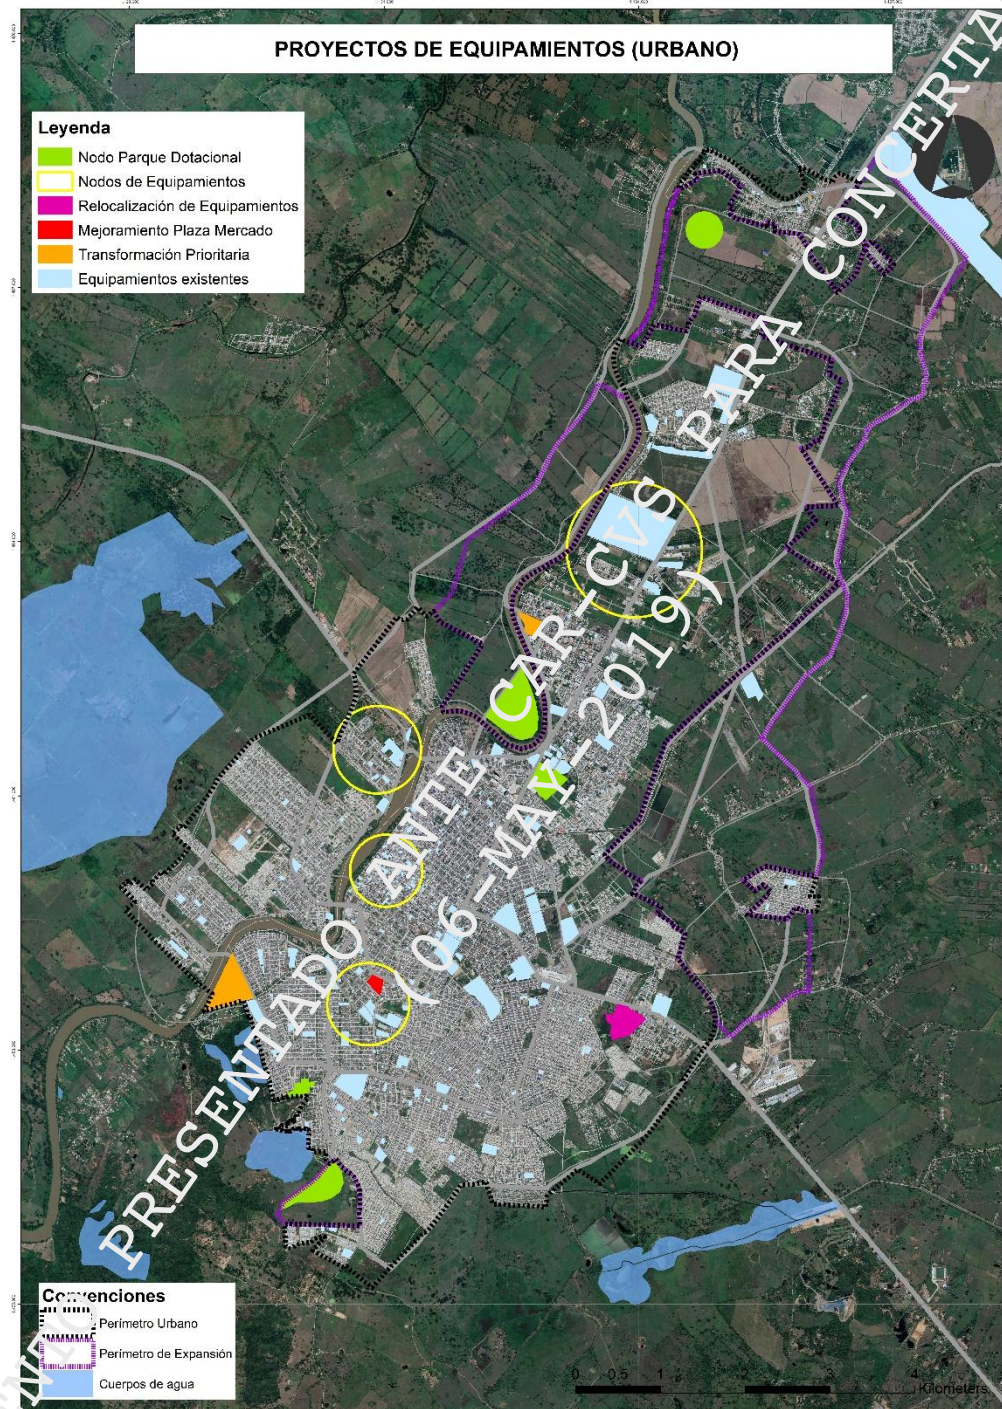 PROYECTOS DE EQUIPAMIENTOS (URBANO)
Leyenda
Nodo Parque Dotacional
Nodos de Equipamientos
Relocalización de Equipamientos
Mejoramiento Plaza Mercado
Transformación Prioritaria
Equipamientos existentes
PRESENTADO ANTE CAR-CVS PARA CONCERTA
(06-MAY-2019)
Convenciones
Perímetro Urbano
Perímetro de Expansión
Cuerpos de agua
0 0.5 1 2 3 4
Kilometers